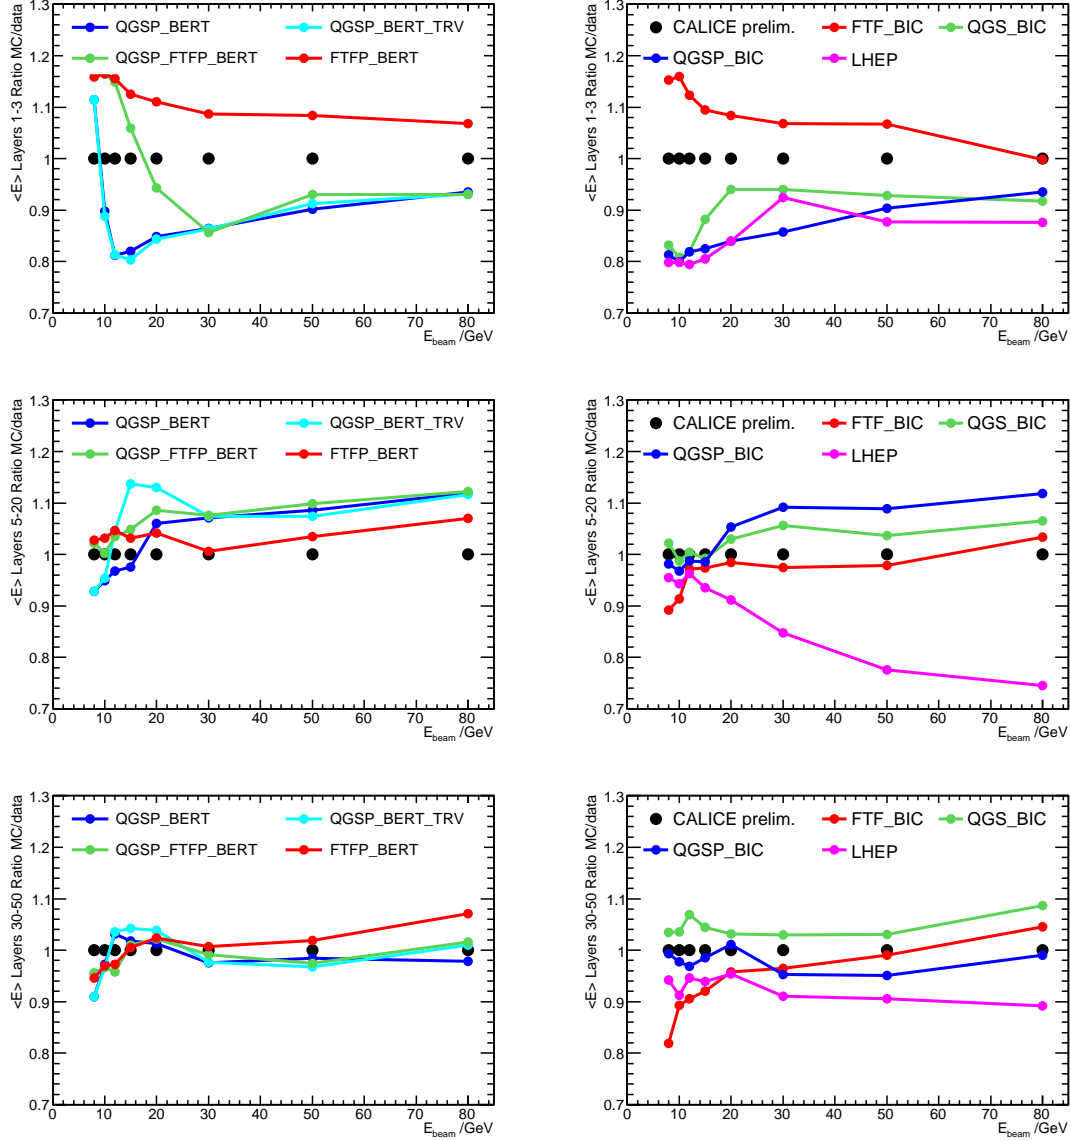 1.3
QGSP_BERT
QGSP_BERT_TRV
QGSP_FTFP_BERT
FTFP_BERT
1.2
1.1
1
0.9
0.8
0.7
<E> Layers 1-3 Ratio MC/data
0 10 20 30 40 50 60 70 80
E_beam /GeV
1.3
CALICE prelim.
FTF_BIC
QGS_BIC
QGSP_BIC
LHEP
1.2
1.1
1
0.9
0.8
0.7
<E> Layers 1-3 Ratio MC/data
0 10 20 30 40 50 60 70 80
E_beam /GeV
1.3
QGSP_BERT
QGSP_BERT_TRV
QGSP_FTFP_BERT
FTFP_BERT
1.2
1.1
1
0.9
0.8
0.7
<E> Layers 5-20 Ratio MC/data
0 10 20 30 40 50 60 70 80
E_beam /GeV
1.3
CALICE prelim.
FTF_BIC
QGS_BIC
QGSP_BIC
LHEP
1.2
1.1
1
0.9
0.8
0.7
<E> Layers 5-20 Ratio MC/data
0 10 20 30 40 50 60 70 80
E_beam /GeV
1.3
QGSP_BERT
QGSP_BERT_TRV
QGSP_FTFP_BERT
FTFP_BERT
1.2
1.1
1
0.9
0.8
0.7
<E> Layers 30-50 Ratio MC/data
0 10 20 30 40 50 60 70 80
E_beam /GeV
1.3
CALICE prelim.
FTF_BIC
QGS_BIC
QGSP_BIC
LHEP
1.2
1.1
1
0.9
0.8
0.7
<E> Layers 30-50 Ratio MC/data
0 10 20 30 40 50 60 70 80
E_beam /GeV